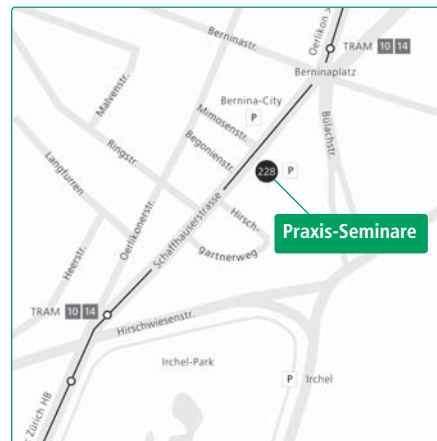 Oerlikon >
TRAM 10 14
Berninastr.
Berninaplatz
Malvenstr.
Bernina-City
P
Mimosenstr.
Bülachstr.
Ringstr.
Begonienstr.
Langfurren
228 P
Oerlikonerstr.
Schaffhauserstrasse
Hirsch-
gartnerweg
Praxis-Seminare
Heerstr.
TRAM 10 14
Hirschwiesenstr.
Irchel-Park
P Irchel
Zürich HB